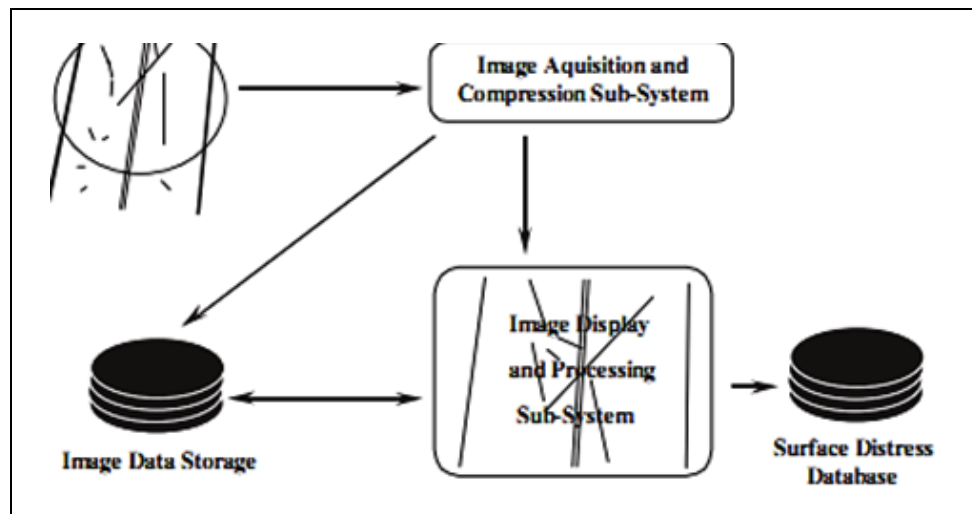 Image Aquisition and
Compression Sub-System
Image Display
and Processing
Sub-System
Image Data Storage
Surface Distress
Database